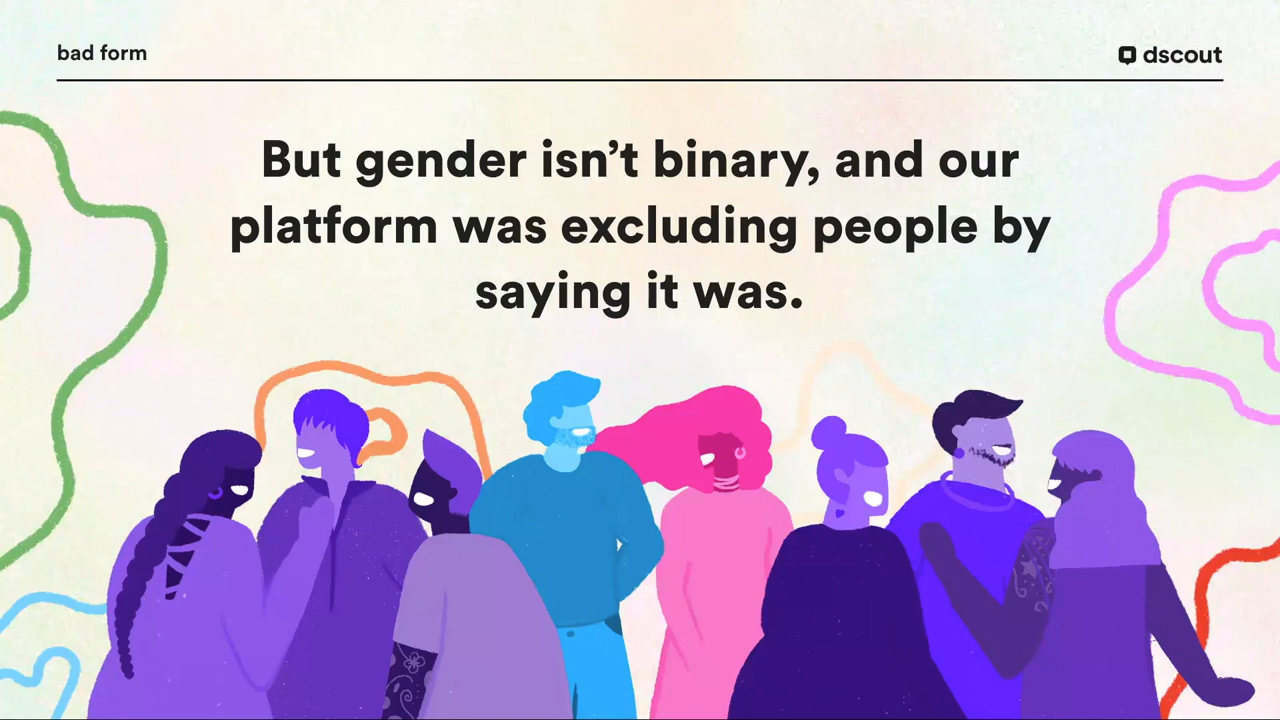 bad form
dscout
But gender isn’t binary, and our
platform was excluding people by
saying it was.